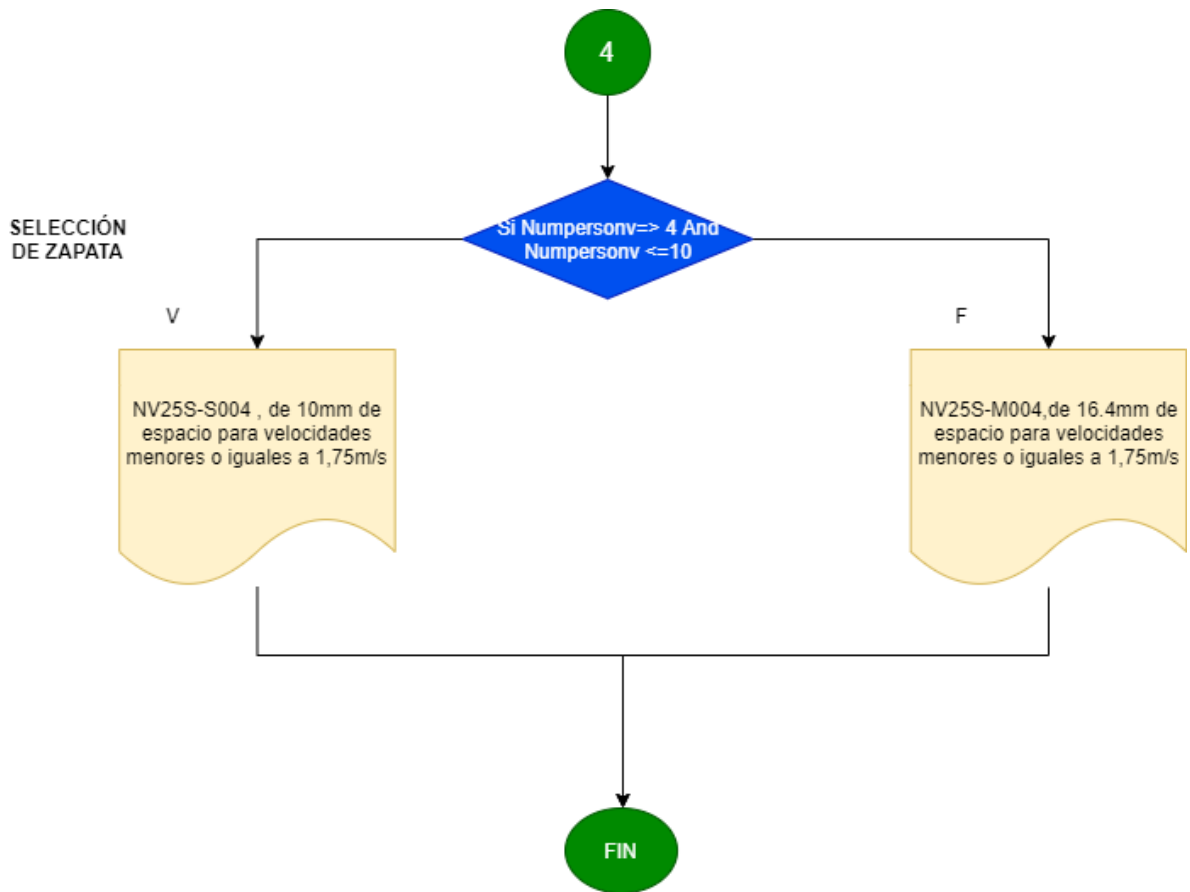 4
Si Numpersonv=> 4 And
Numpersonv <=10
SELECCIÓN
DE ZAPATA
V
F
NV25S-S004 , de 10mm de
espacio para velocidades
menores o iguales a 1,75m/s
NV25S-M004,de 16.4mm de
espacio para velocidades
menores o iguales a 1,75m/s
FIN